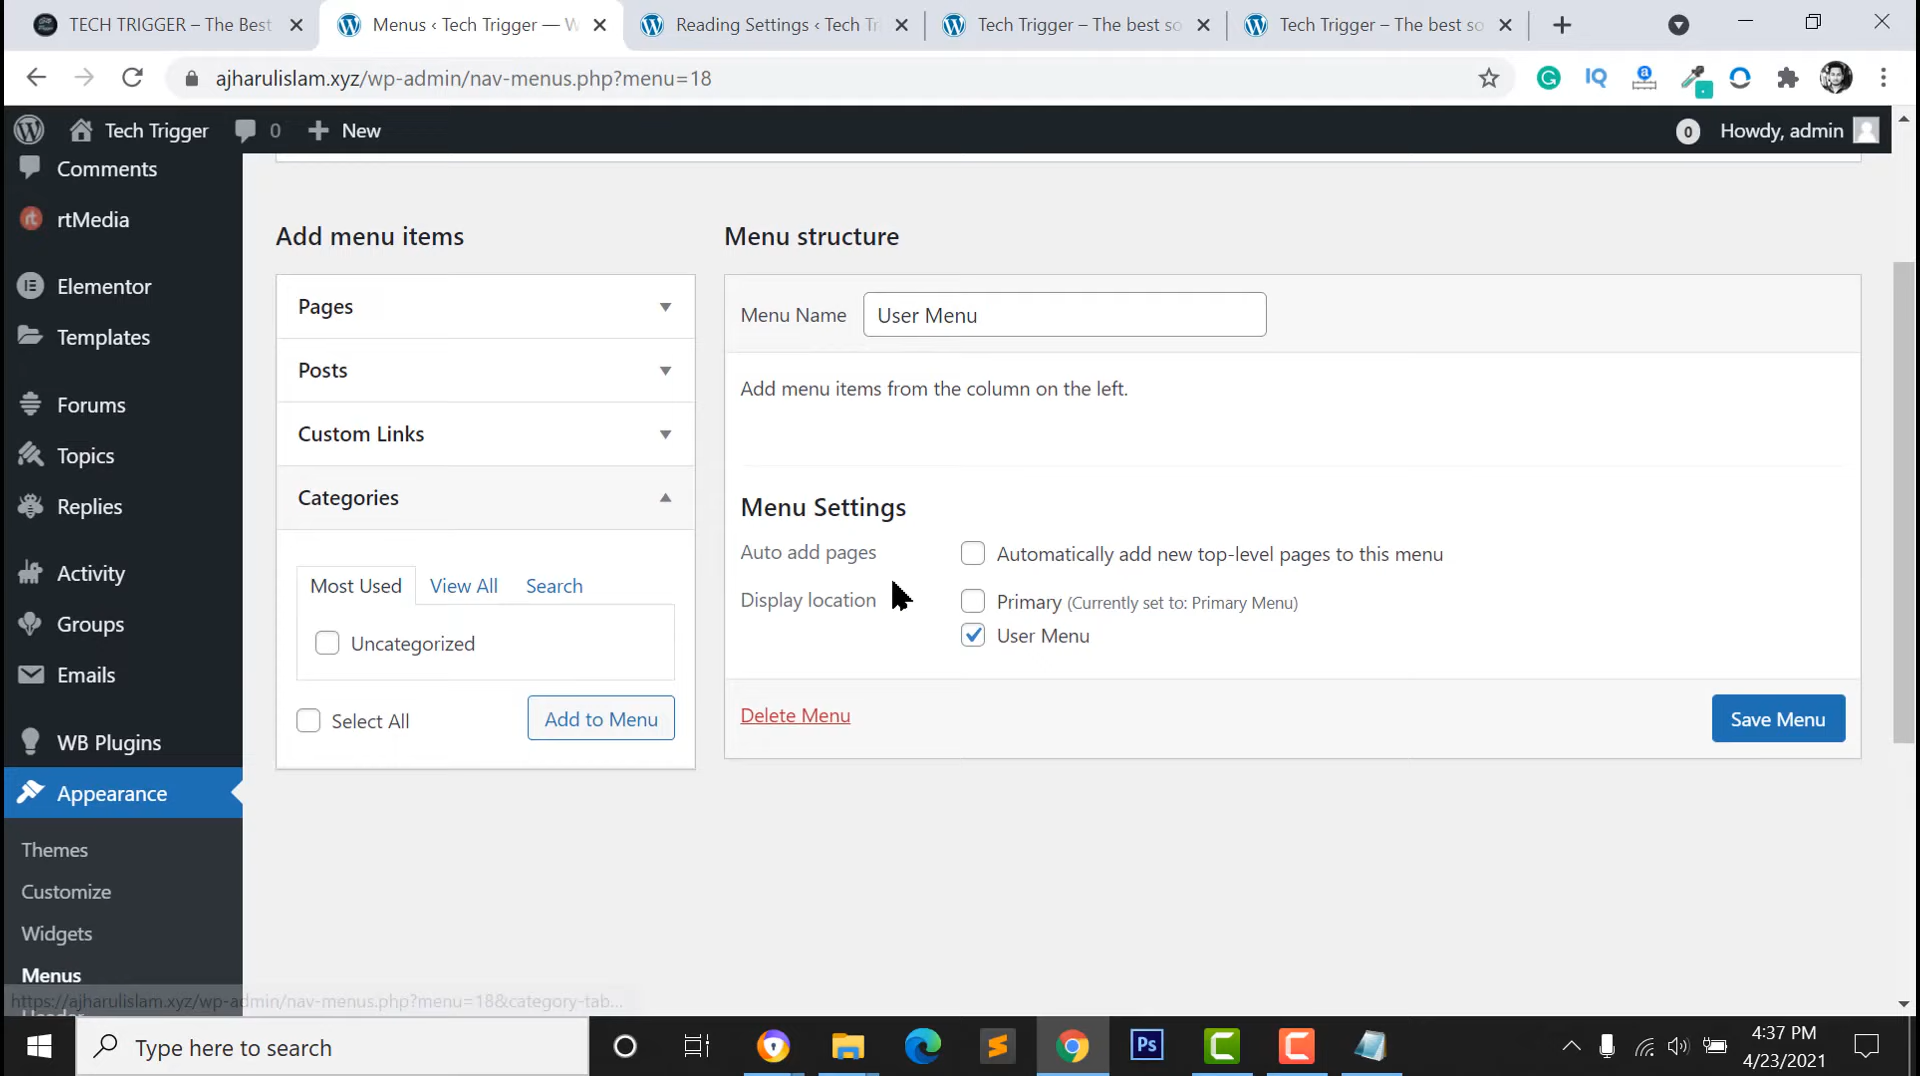 TECH TRIGGER – The Best
Menus ‹ Tech Trigger — W
Reading Settings ‹ Tech Tr
Tech Trigger – The best so
Tech Trigger – The best so
ajharulislam.xyz/wp-admin/nav-menus.php?menu=18
Tech Trigger
0
New
0
Howdy, admin
Comments
rtMedia
Elementor
Templates
Forums
Topics
Replies
Activity
Groups
Emails
WB Plugins
Appearance
Themes
Customize
Widgets
Menus
Header
https://ajharulislam.xyz/wp-admin/nav-menus.php?menu=18&category-tab...
Add menu items
Pages
Posts
Custom Links
Categories
Most Used
View All
Search
Uncategorized
Select All
Add to Menu
Menu structure
Menu Name
User Menu
Add menu items from the column on the left.
Menu Settings
Auto add pages
Automatically add new top-level pages to this menu
Display location
Primary (Currently set to: Primary Menu)
User Menu
Delete Menu
Save Menu
Type here to search
Ps
4:37 PM
4/23/2021